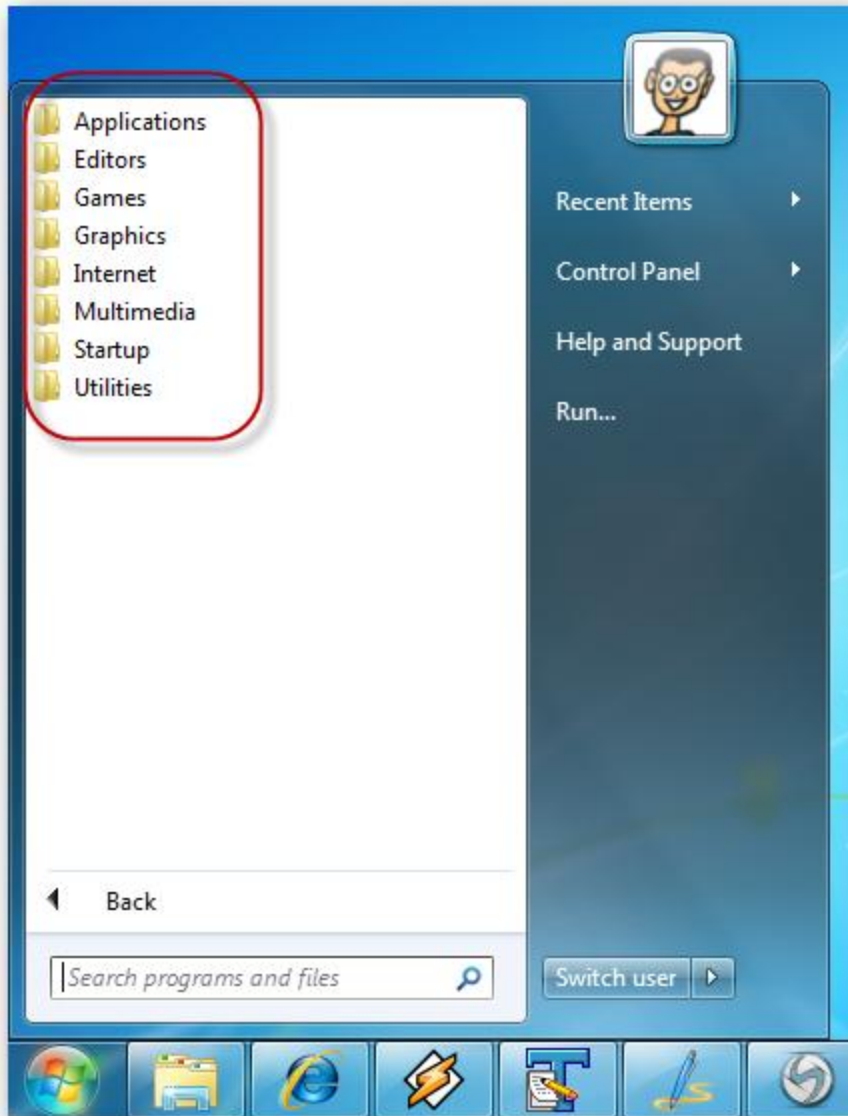 Applications
Editors
Games
Graphics
Internet
Multimedia
Startup
Utilities
Back
Search programs and files
Recent Items
Control Panel
Help and Support
Run...
Switch user